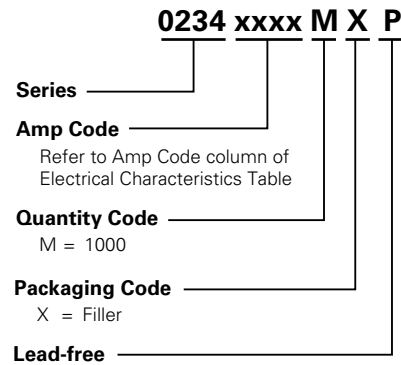 0234 xxxx M X P
Series
Amp Code
Refer to Amp Code column of
Electrical Characteristics Table
Quantity Code
M = 1000
Packaging Code
X = Filler
Lead-free